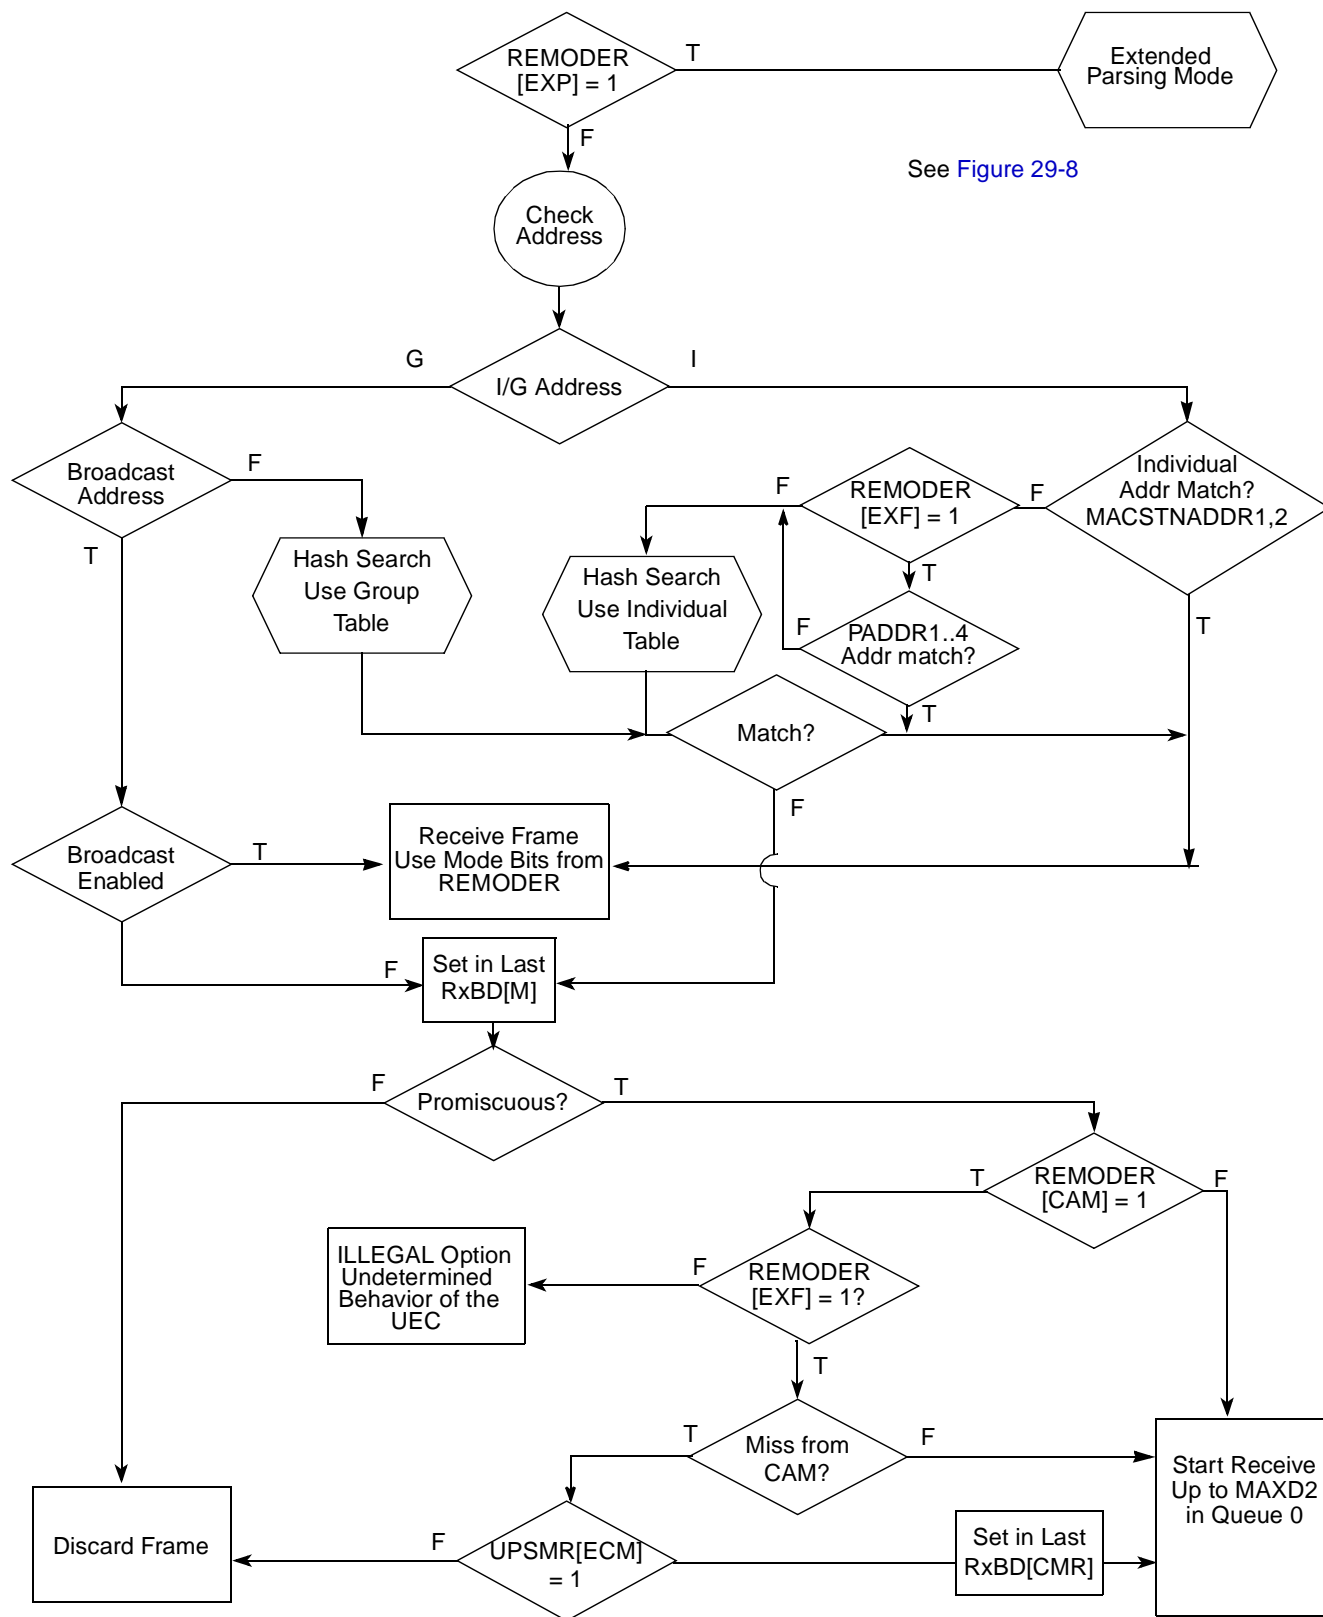 REMODER
[EXP] = 1
T
Extended
Parsing Mode
F
See Figure 29-8
Check
Address
G
I/G Address
I
Broadcast
Address
F
T
Hash Search
Use Group
Table
F
Hash Search
Use Individual
Table
REMODER
[EXF] = 1
F
T
F
PADDR1..4
Addr match?
T
Individual
Addr Match?
MACSTNADDR1,2
T
Match?
F
Broadcast
Enabled
T
Receive Frame
Use Mode Bits from
REMODER
F
Set in Last
RxBD[M]
F
Promiscuous?
T
T
REMODER
[CAM] = 1
F
ILLEGAL Option
Undetermined
Behavior of the
UEC
F
REMODER
[EXF] = 1?
T
T
Miss from
CAM?
F
Start Receive
Up to MAXD2
in Queue 0
Discard Frame
F
UPSMR[ECM]
= 1
Set in Last
RxBD[CMR]